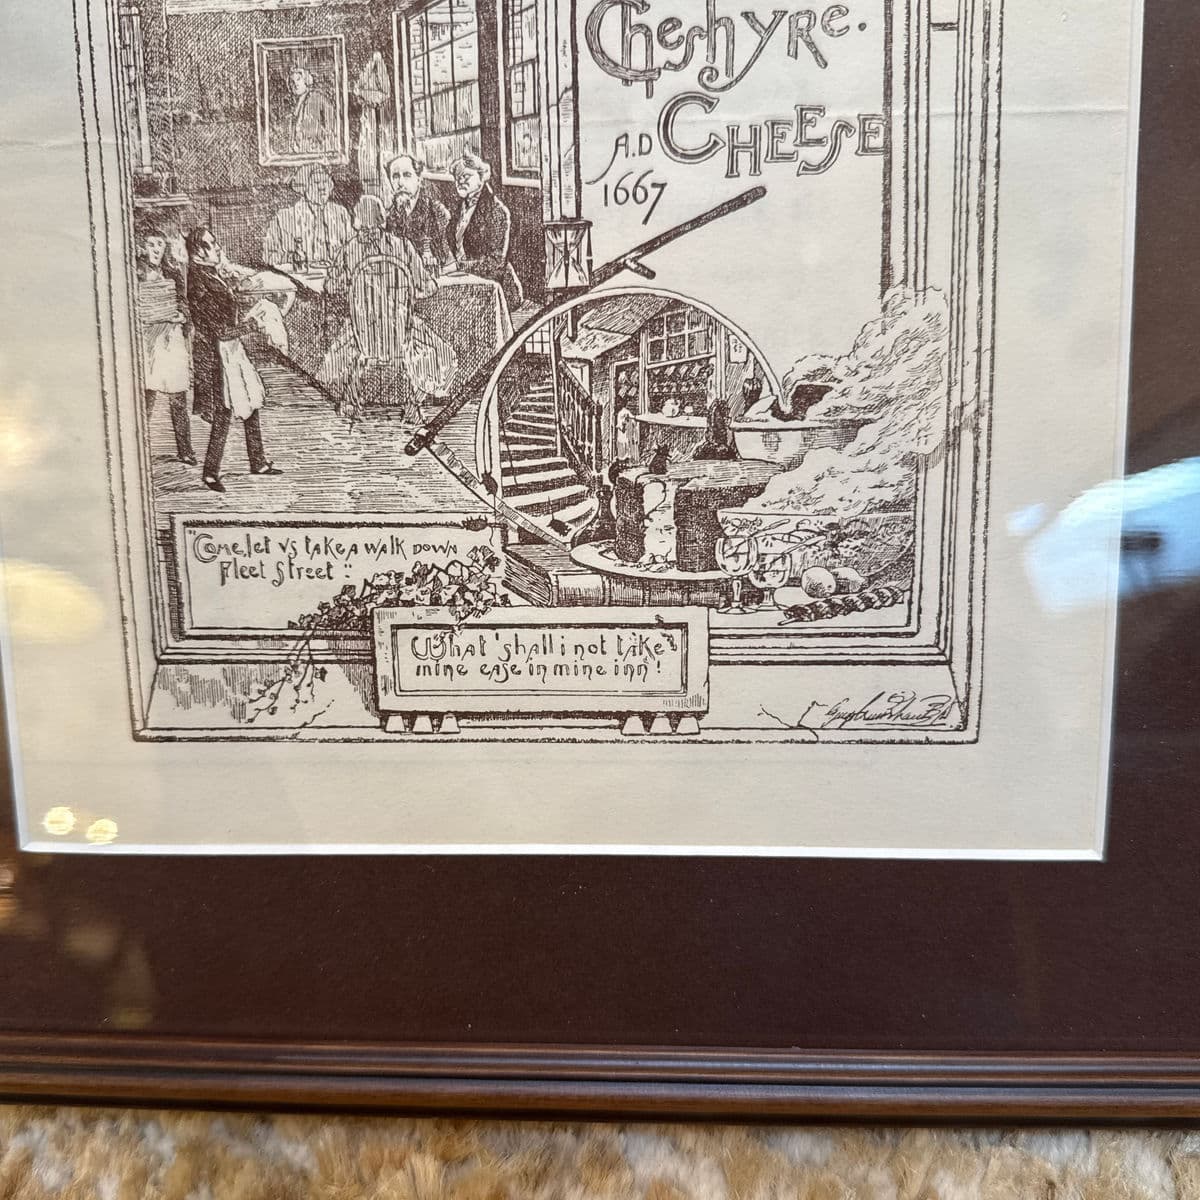 Cheshyre.
CHEESE
A.D
1667
"Come, let vs take a walk down
Fleet Street"
What shall i not take
mine ease in mine inn!